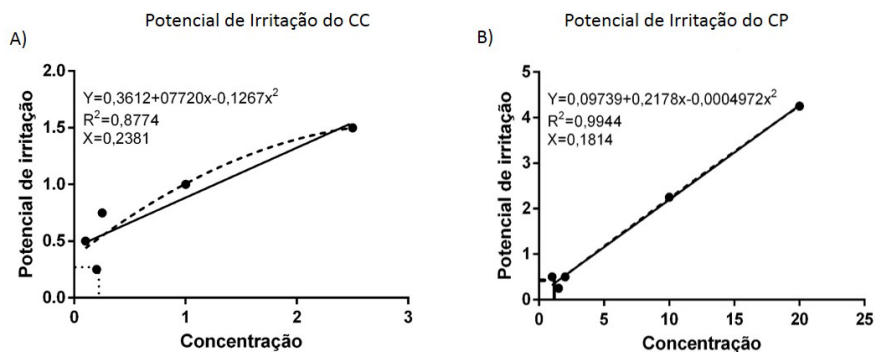 Potencial de Irritação do CC
A)
Y=0,3612+07720x-0.1267x²
R²=0,8774
X=0,2381
Potencial de irritação
2.0
1.5
1.0
0.5
0.0
0
1
2
3
Concentração
Potencial de Irritação do CP
B)
Y=0,09739+0,2178x-0,0004972x²
R²=0,9944
X=0,1814
Potencial de irritação
5
4
3
2
1
0
0
5
10
15
20
25
Concentração